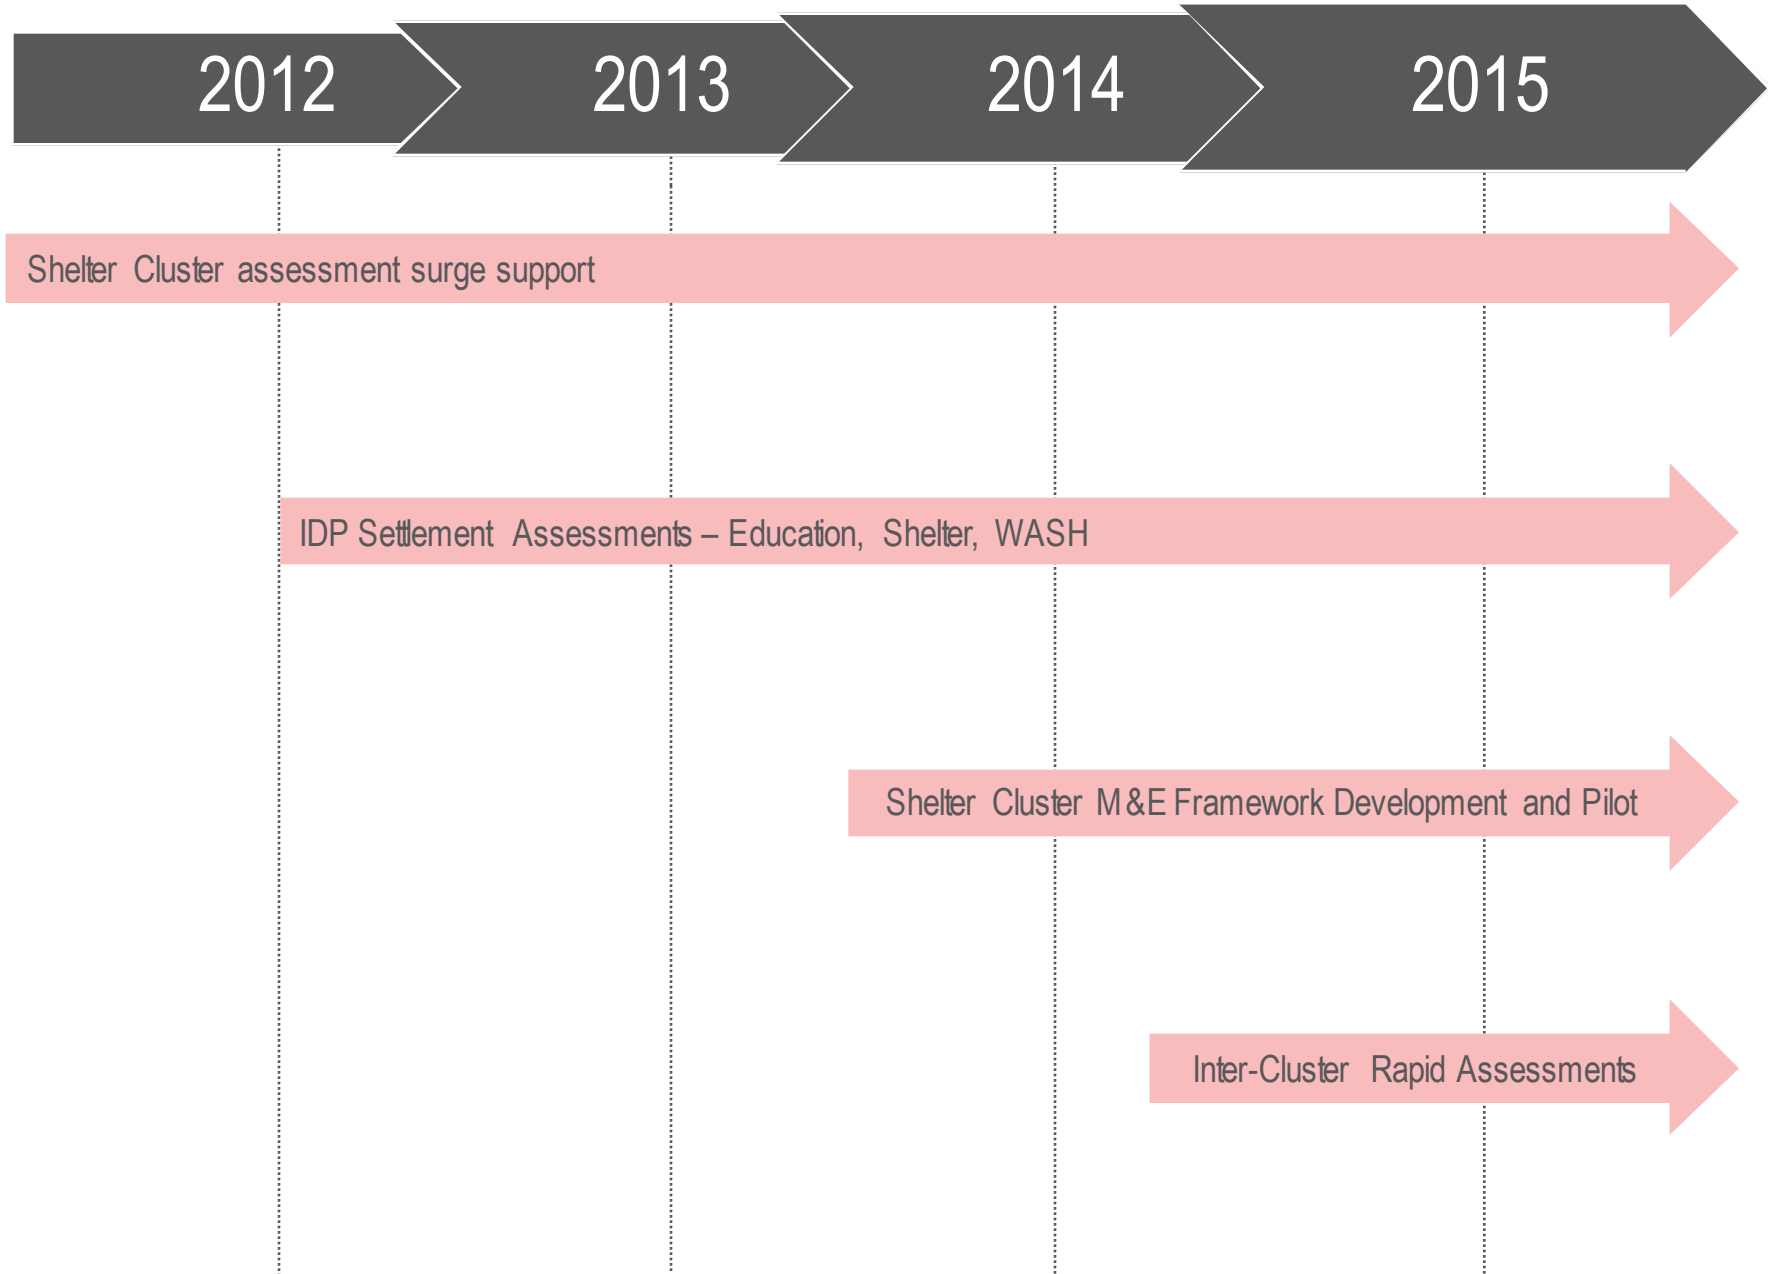 2012
2013
2014
2015
Shelter Cluster assessment surge support
IDP Settlement Assessments – Education, Shelter, WASH
Shelter Cluster M&E Framework Development and Pilot
Inter-Cluster Rapid Assessments